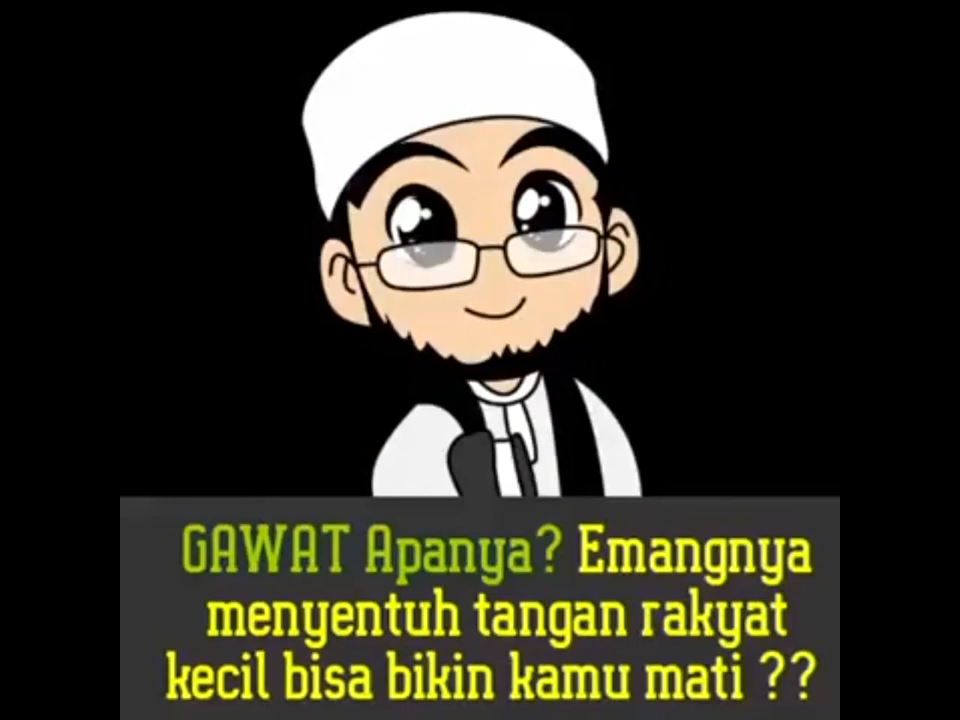 GAWAT Apanya? Emangnya
menyentuh tangan rakyat
kecil bisa bikin kamu mati ??